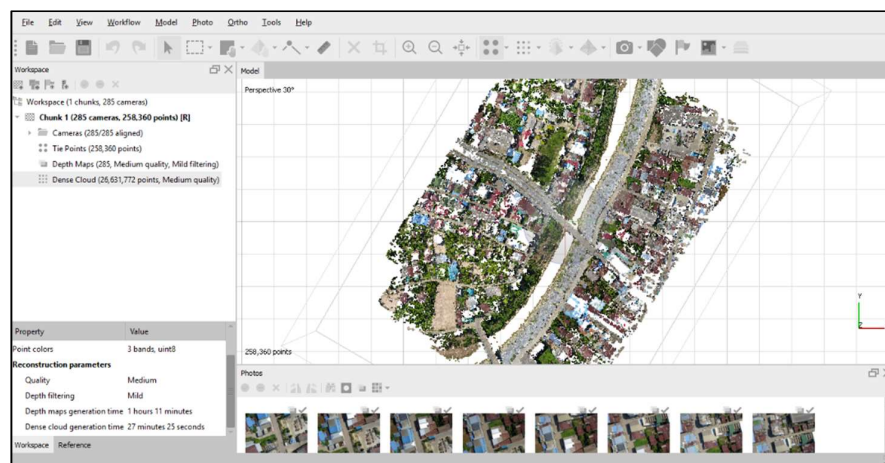 File Edit View Workflow Model Photo Ortho Tools Help
Workspace
Workspace (1 chunks, 285 cameras)
Chunk 1 (285 cameras, 258,360 points) [R]
Cameras (285/285 aligned)
Tie Points (258,360 points)
Depth Maps (285, Medium quality, Mild filtering)
Dense Cloud (26,631,772 points, Medium quality)
Property Value
Point colors 3 bands, uint8
Reconstruction parameters
Quality Medium
Depth filtering Mild
Depth maps generation time 1 hours 11 minutes
Dense cloud generation time 27 minutes 25 seconds
Workspace Reference
Model
Perspective 30°
Y
Z
258,360 points
Photos